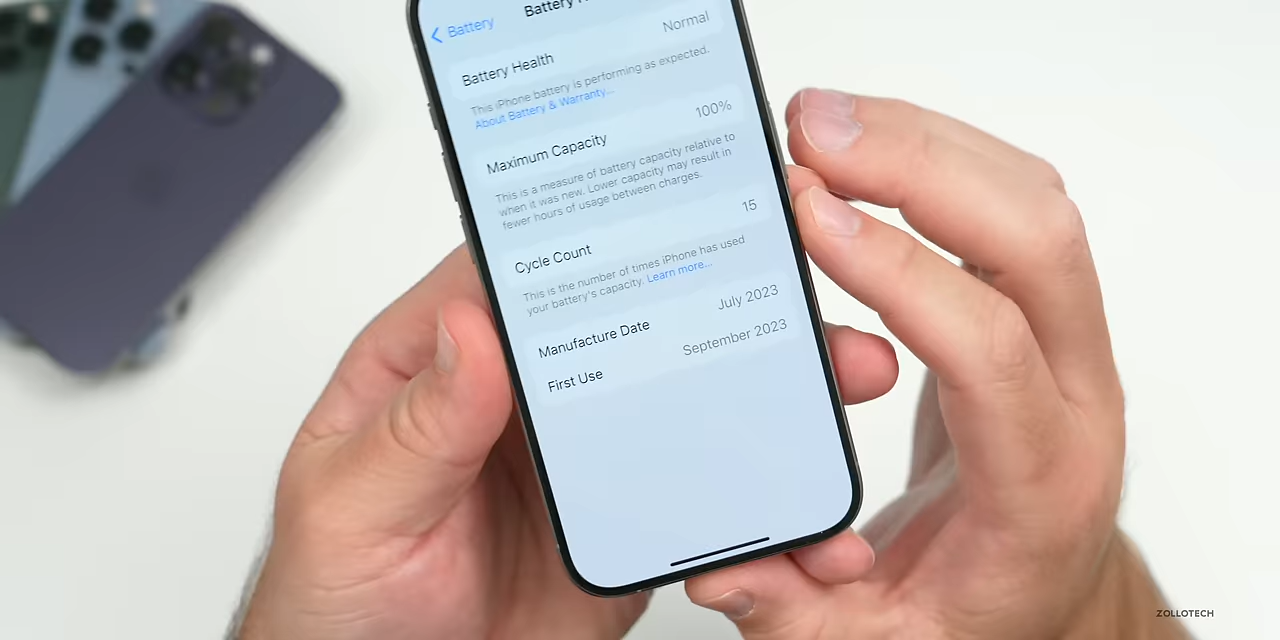 Battery
Battery
Battery Health
Normal
This iPhone battery is performing as expected.
About Battery & Warranty...
Maximum Capacity
100%
This is a measure of battery capacity relative to
when it was new. Lower capacity may result in
fewer hours of usage between charges.
Cycle Count
15
This is the number of times iPhone has used
your battery's capacity. Learn more...
Manufacture Date
July 2023
First Use
September 2023
ZOLLOTECH